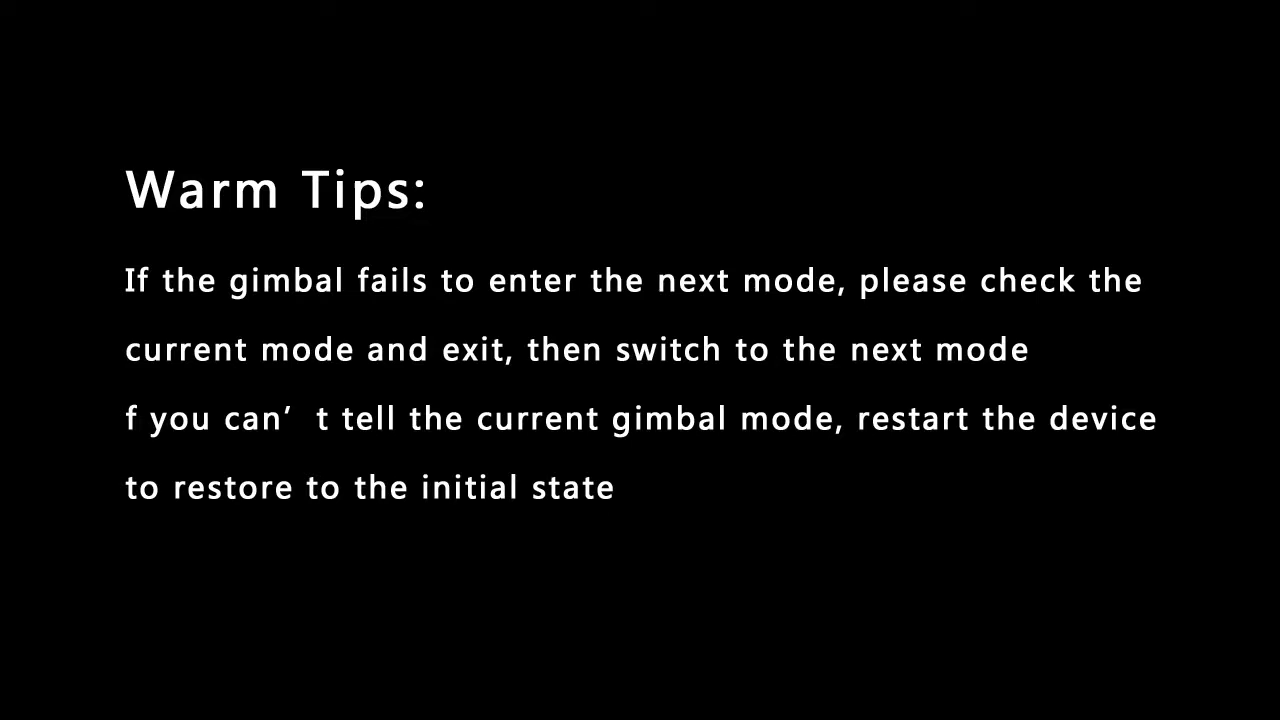 Warm Tips:
If the gimbal fails to enter the next mode, please check the
current mode and exit, then switch to the next mode
f you can’ t tell the current gimbal mode, restart the device
to restore to the initial state